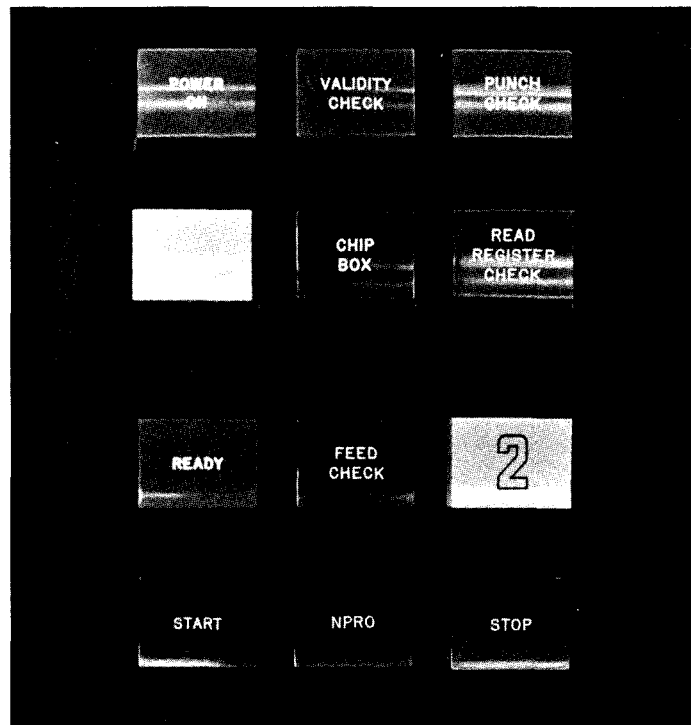 POWER
ON
VALIDITY
CHECK
PUNCH
CHECK
CHIP
BOX
READ
REGISTER
CHECK
READY
FEED
CHECK
2
START
NPRO
STOP